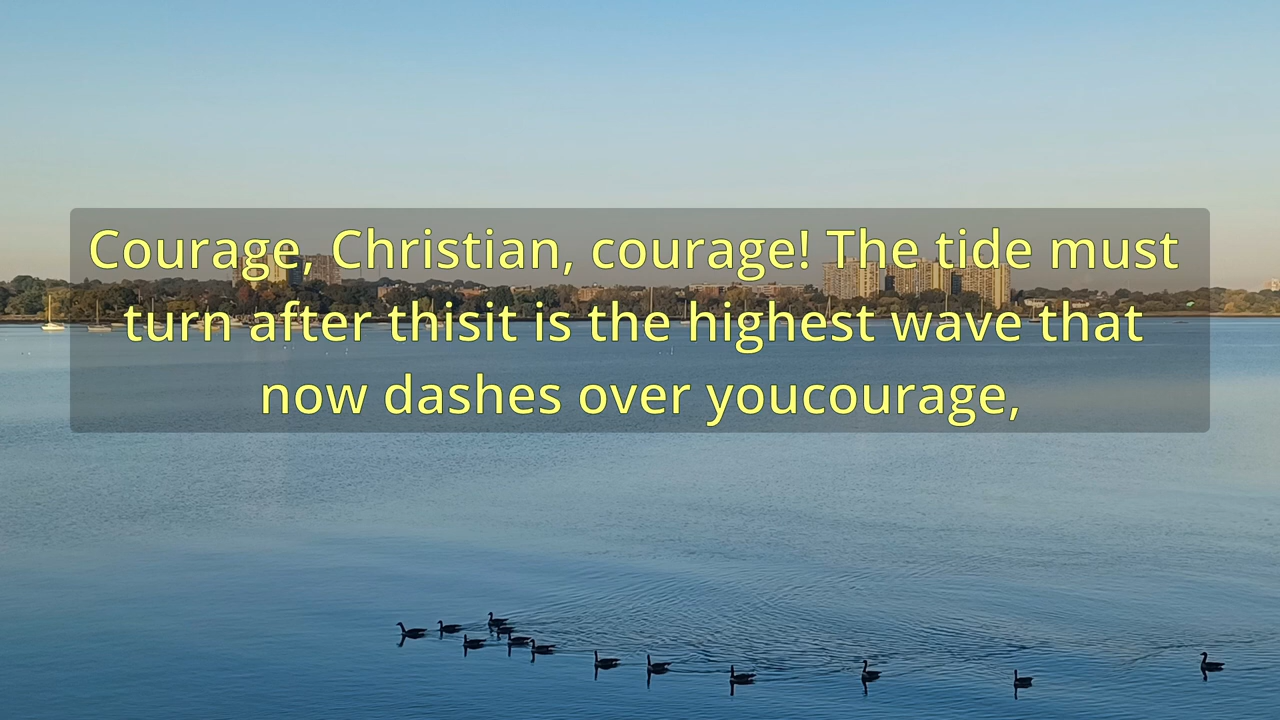 Courage, Christian, courage! The tide must
turn after thisit is the highest wave that
now dashes over youcourage,